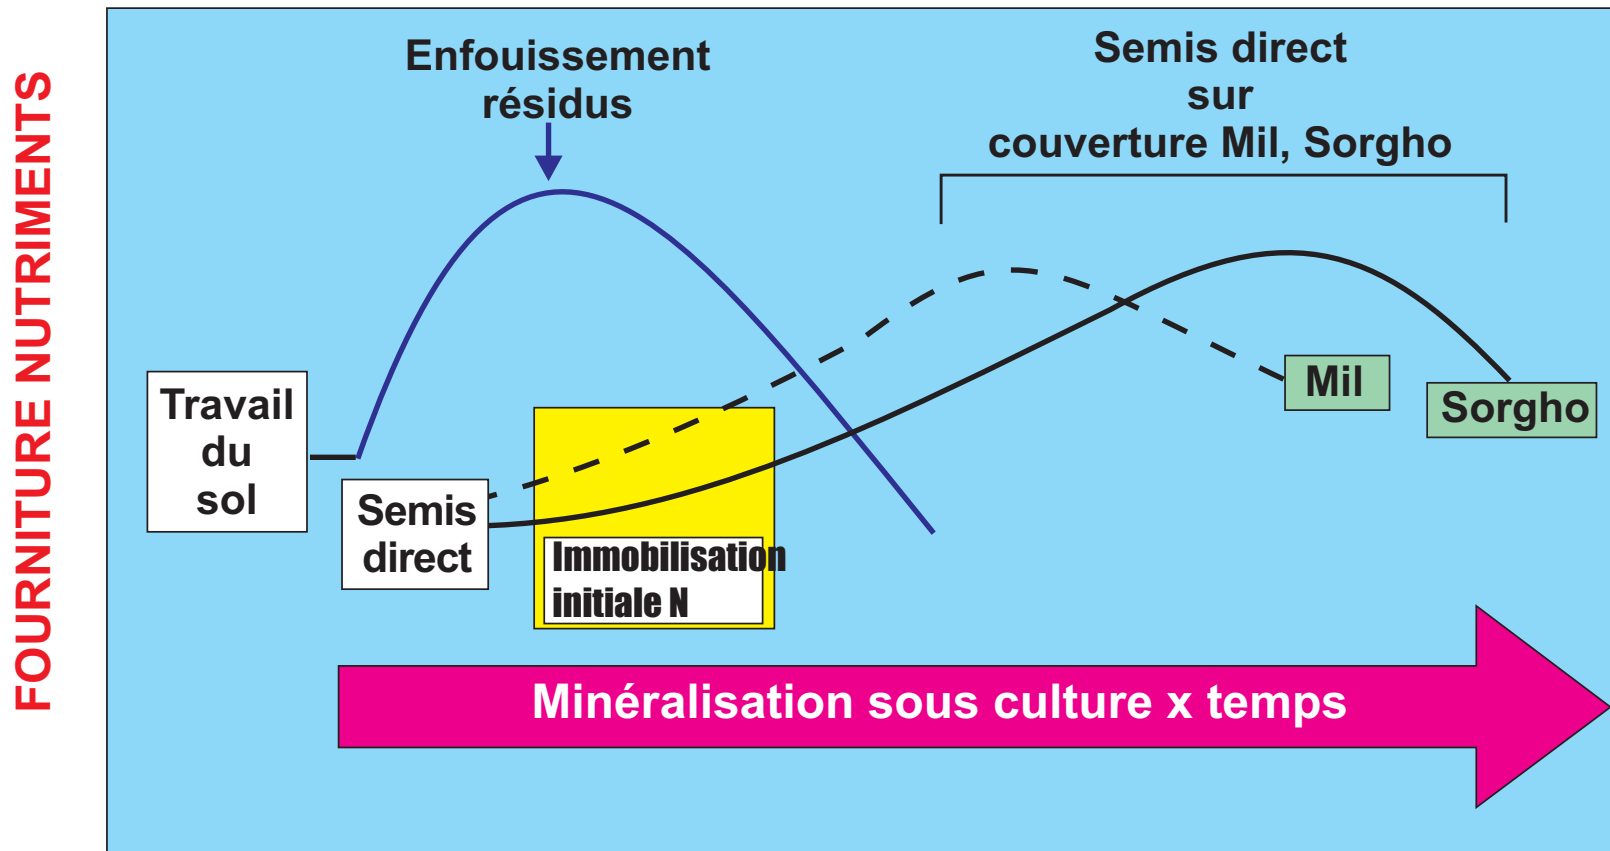 FOURNITURE NUTRIMENTS
Enfouissement
résidus
Semis direct
sur
couverture Mil, Sorgho
Travail
du
sol
Semis
direct
Immobilisation
initiale N
Mil
Sorgho
Minéralisation sous culture x temps